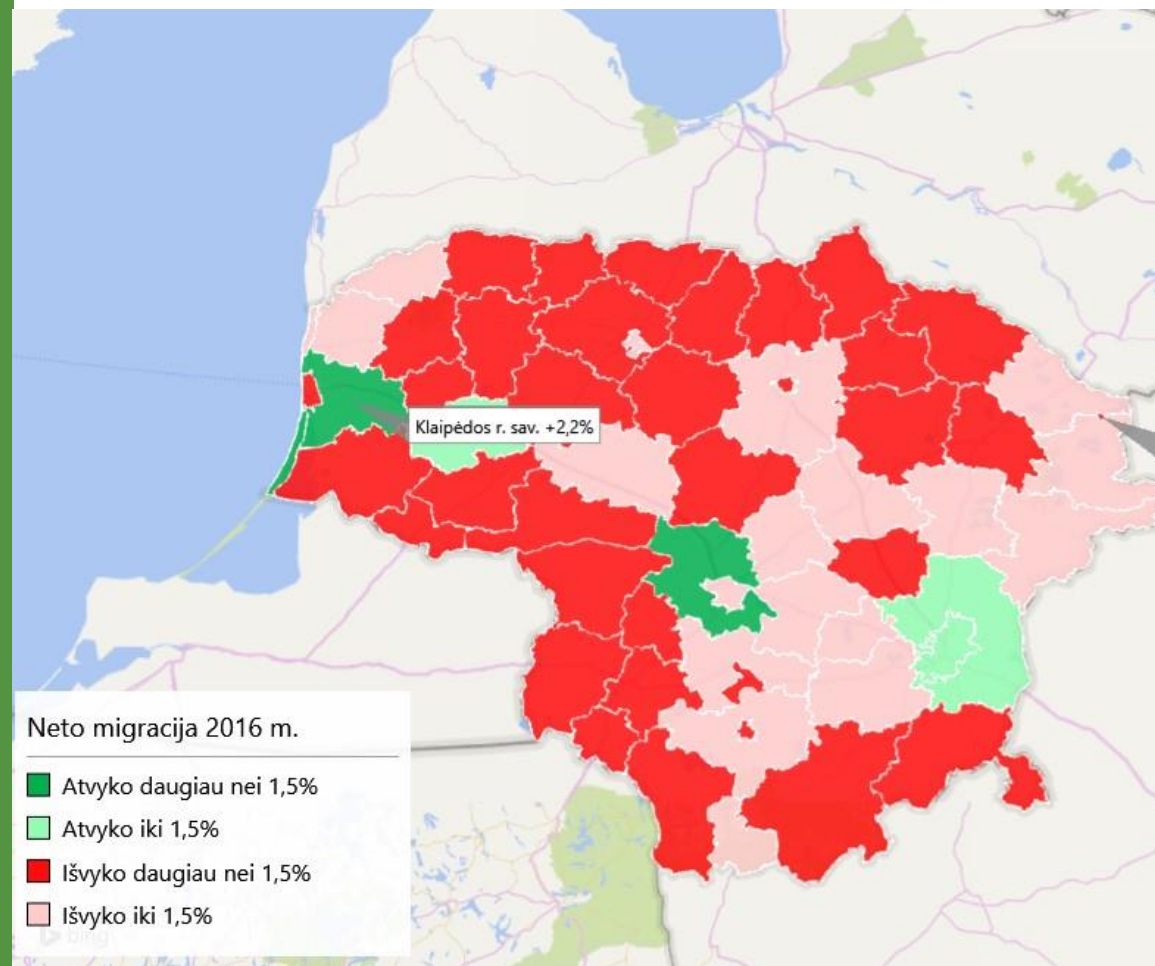 Klaipėdos r. sav. +2,2%
Neto migracija 2016 m.
Atvyko daugiau nei 1,5%
Atvyko iki 1,5%
Išvyko daugiau nei 1,5%
Išvyko iki 1,5%
bing